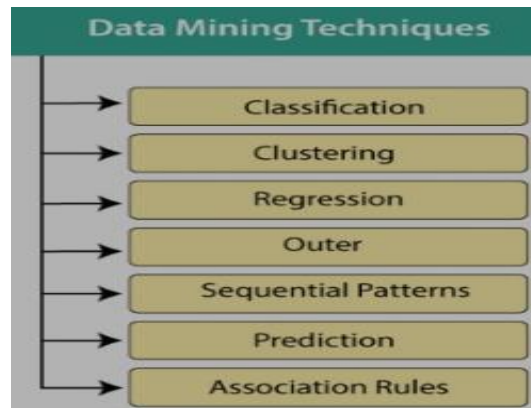 Data Mining Techniques
Classification
Clustering
Regression
Outer
Sequential Patterns
Prediction
Association Rules